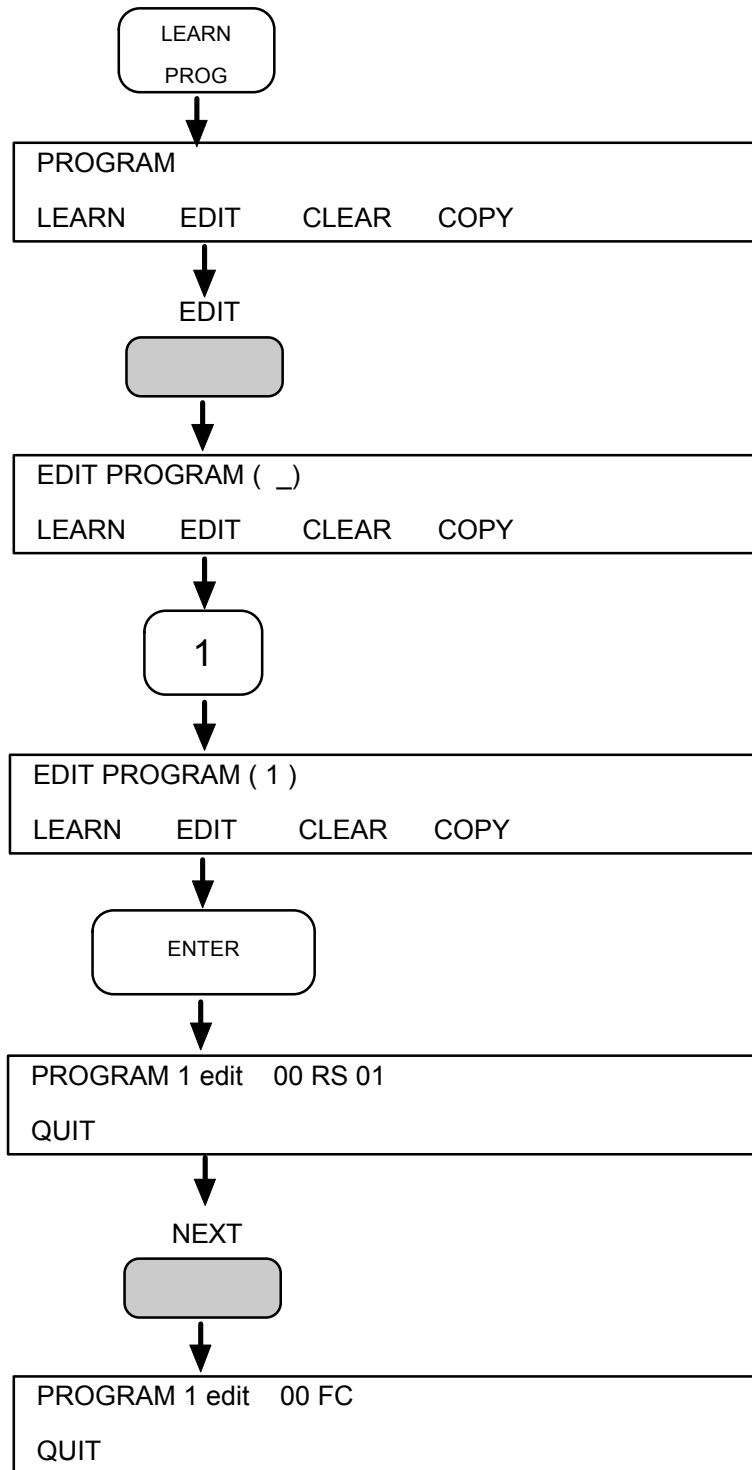 LEARN
PROG
PROGRAM
LEARN EDIT CLEAR COPY
EDIT
EDIT PROGRAM ( _)
LEARN EDIT CLEAR COPY
1
EDIT PROGRAM ( 1 )
LEARN EDIT CLEAR COPY
ENTER
PROGRAM 1 edit 00 RS 01
QUIT
NEXT
PROGRAM 1 edit 00 FC
QUIT